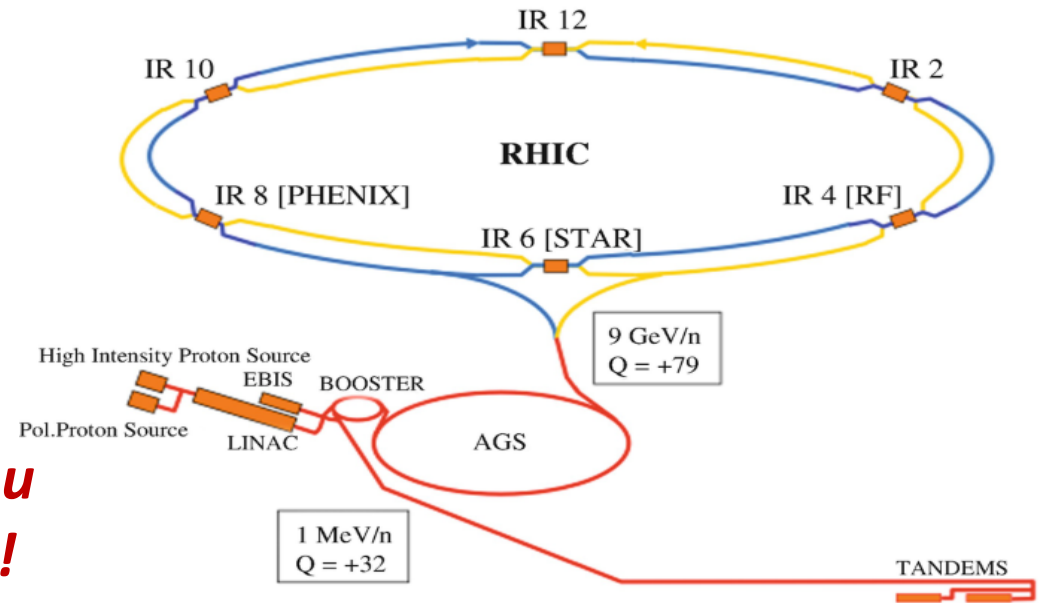 IR 12
IR 10
IR 2
RHIC
IR 8 [PHENIX]
IR 4 [RF]
IR 6 [STAR]
9 GeV/n
Q = +79
High Intensity Proton Source
EBIS
BOOSTER
Pol.Proton Source
LINAC
AGS
u
!
1 MeV/n
Q = +32
TANDEMS